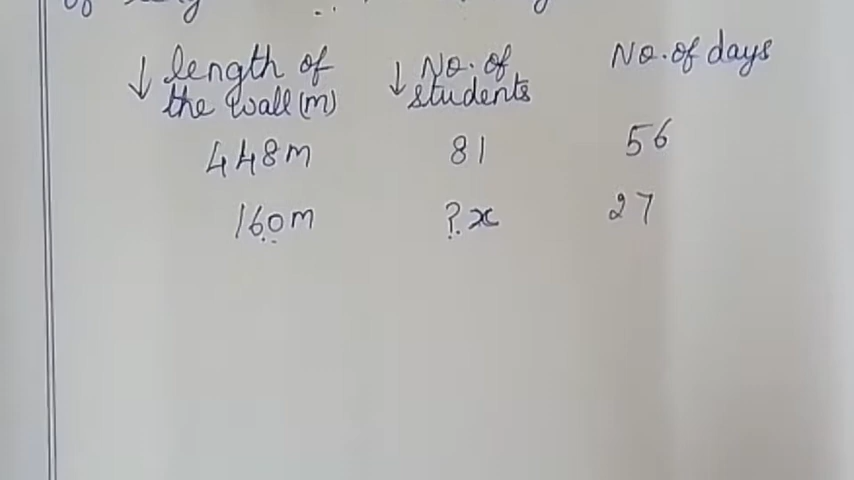 ↓ length of the wall (m)
↓ No. of students
No. of days
448m 81 56
160m ? x 27